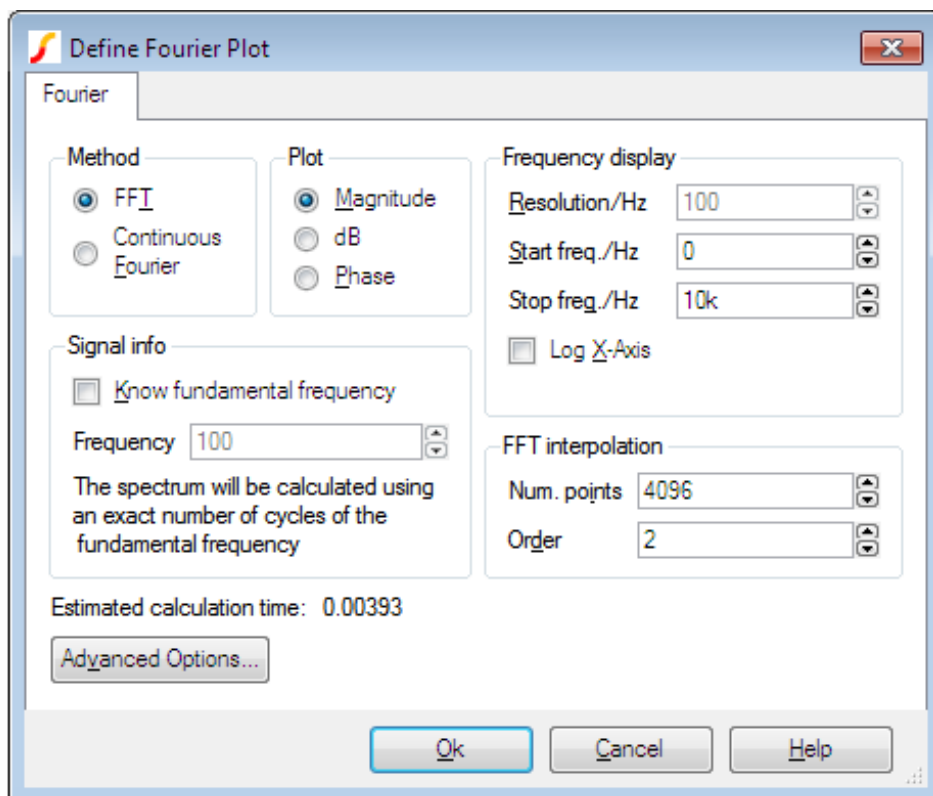 Define Fourier Plot
Fourier
Method
FFT
Continuous
Fourier
Plot
Magnitude
dB
Phase
Frequency display
Resolution/Hz 100
Start freq./Hz 0
Stop freq./Hz 10k
Log X-Axis
Signal info
Know fundamental frequency
Frequency 100
The spectrum will be calculated using
an exact number of cycles of the
fundamental frequency
FFT interpolation
Num. points 4096
Order 2
Estimated calculation time: 0.00393
Advanced Options...
Ok Cancel Help